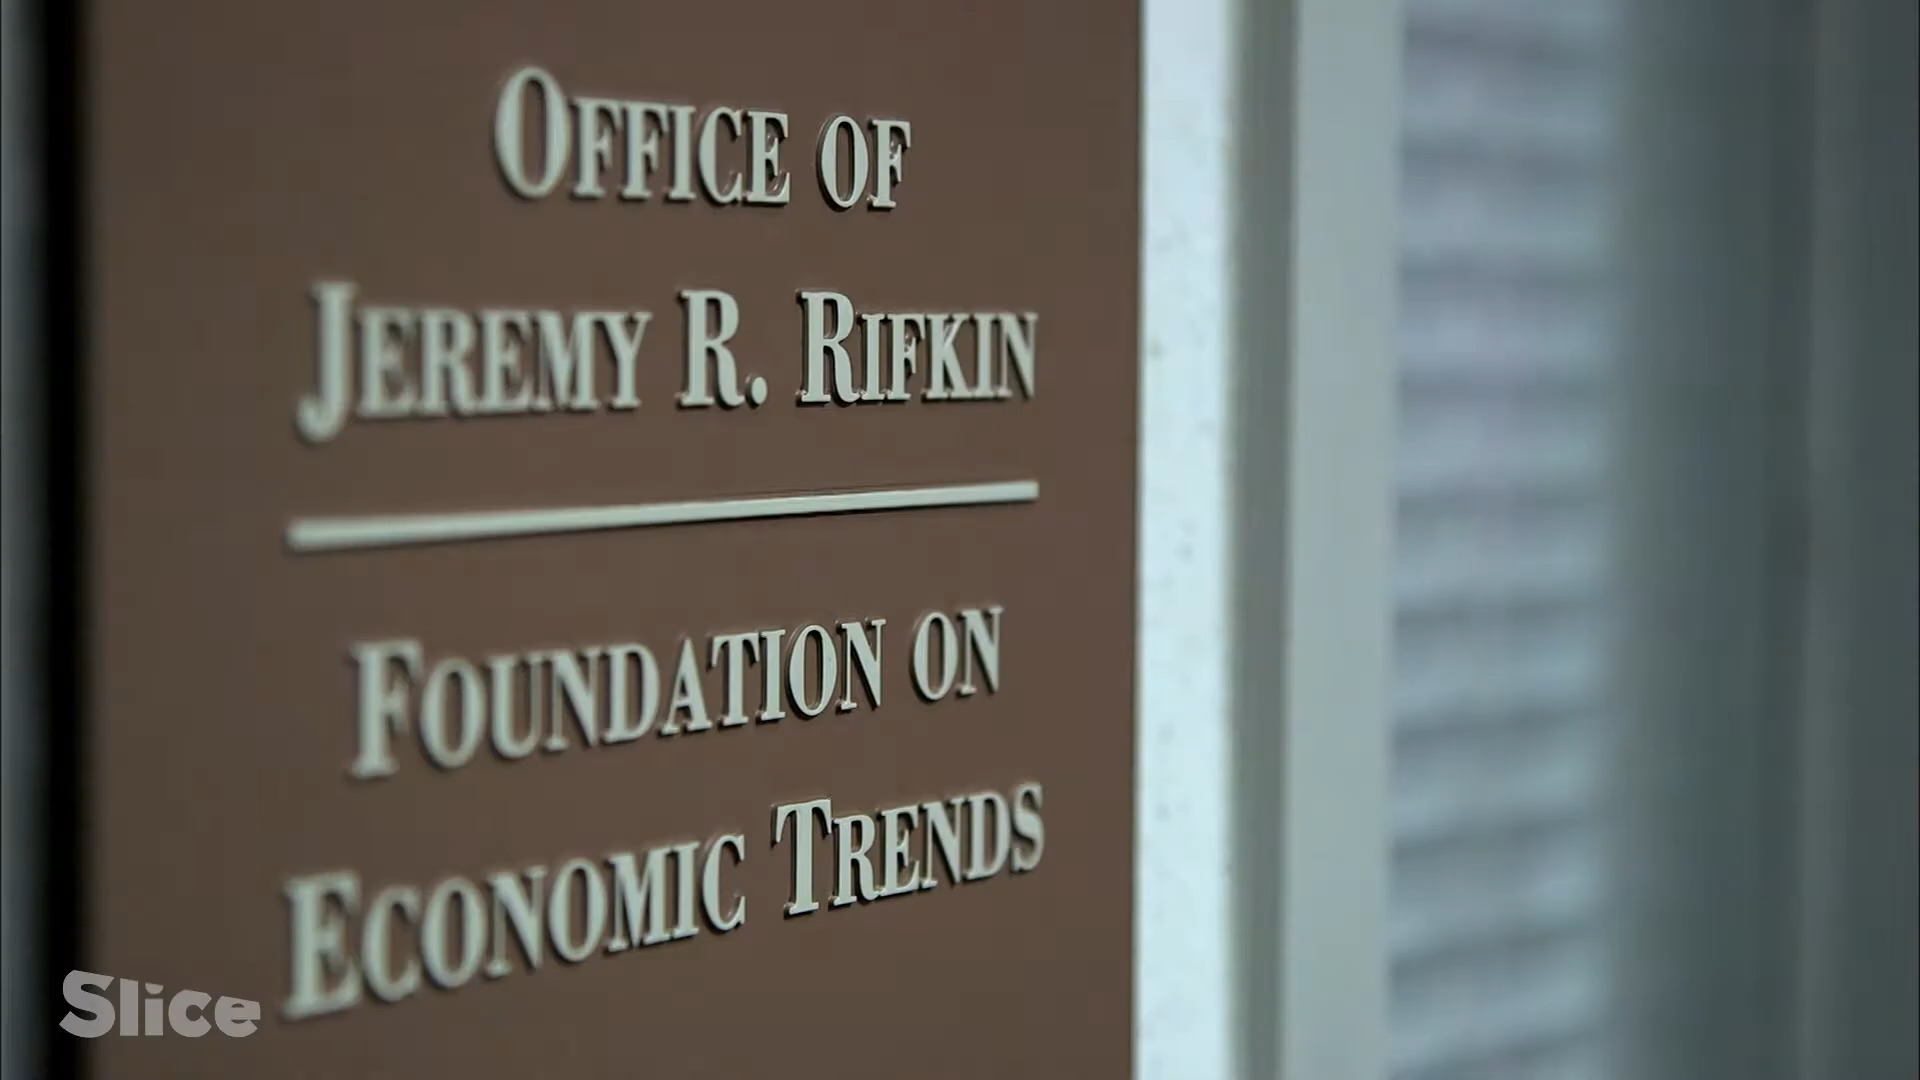 OFFICE OF
JEREMY R. RIFKIN
FOUNDATION ON
ECONOMIC TRENDS
Slice